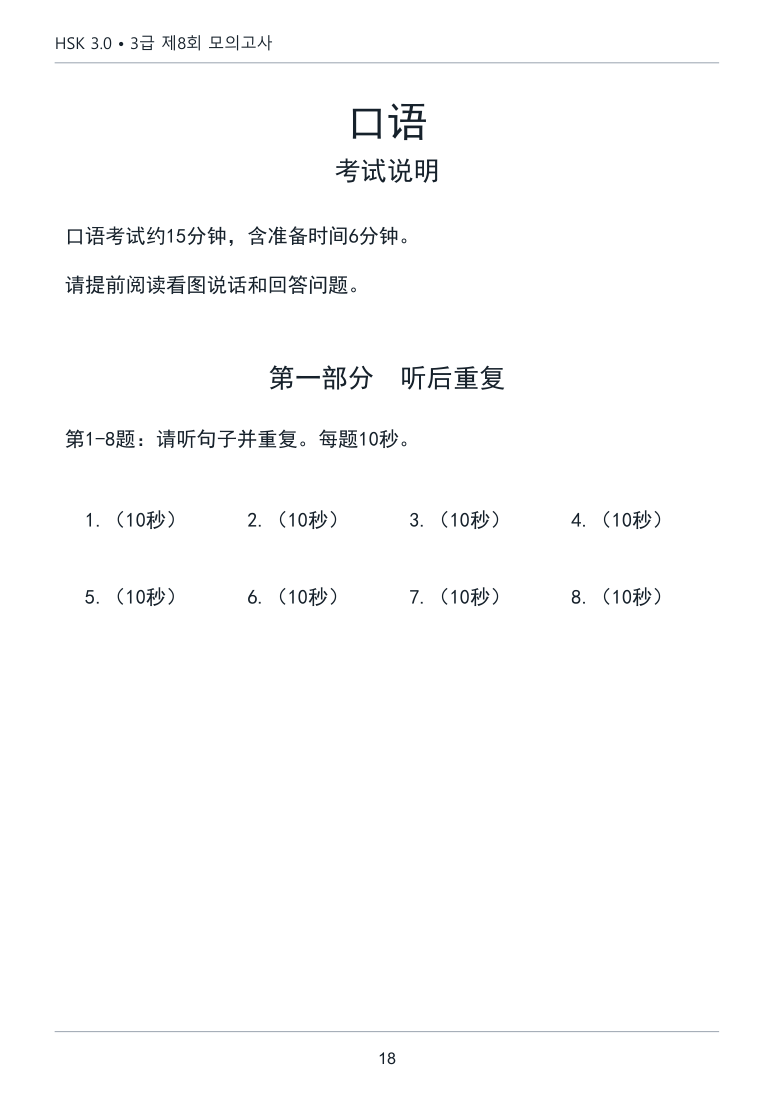 HSK 3.0 • 3급 제8회 모의고사
口语
考试说明
口语考试约15分钟，含准备时间6分钟。
请提前阅读看图说话和回答问题。
第一部分　听后重复
第1-8题：请听句子并重复。每题10秒。
1.（10秒） 2.（10秒） 3.（10秒） 4.（10秒）
5.（10秒） 6.（10秒） 7.（10秒） 8.（10秒）
18